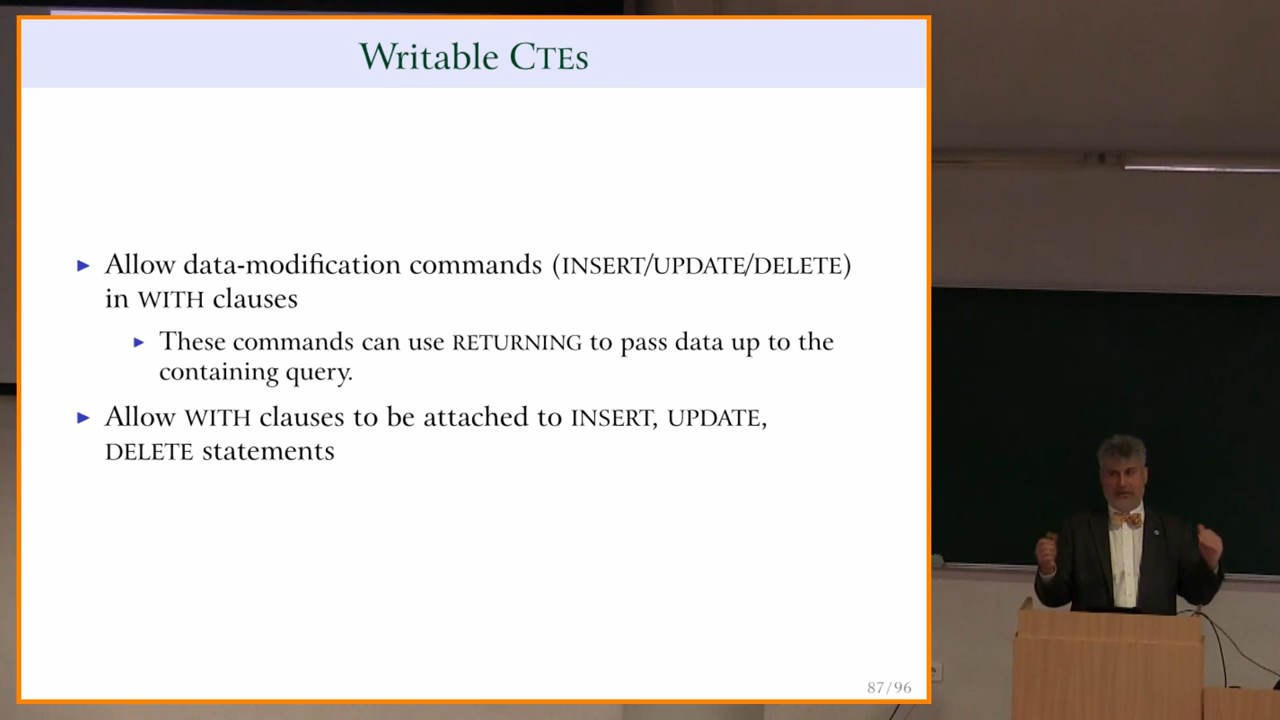 Writable CTEs
▶ Allow data-modification commands (INSERT/UPDATE/DELETE)
in WITH clauses
▶ These commands can use RETURNING to pass data up to the
containing query.
▶ Allow WITH clauses to be attached to INSERT, UPDATE,
DELETE statements
87/96